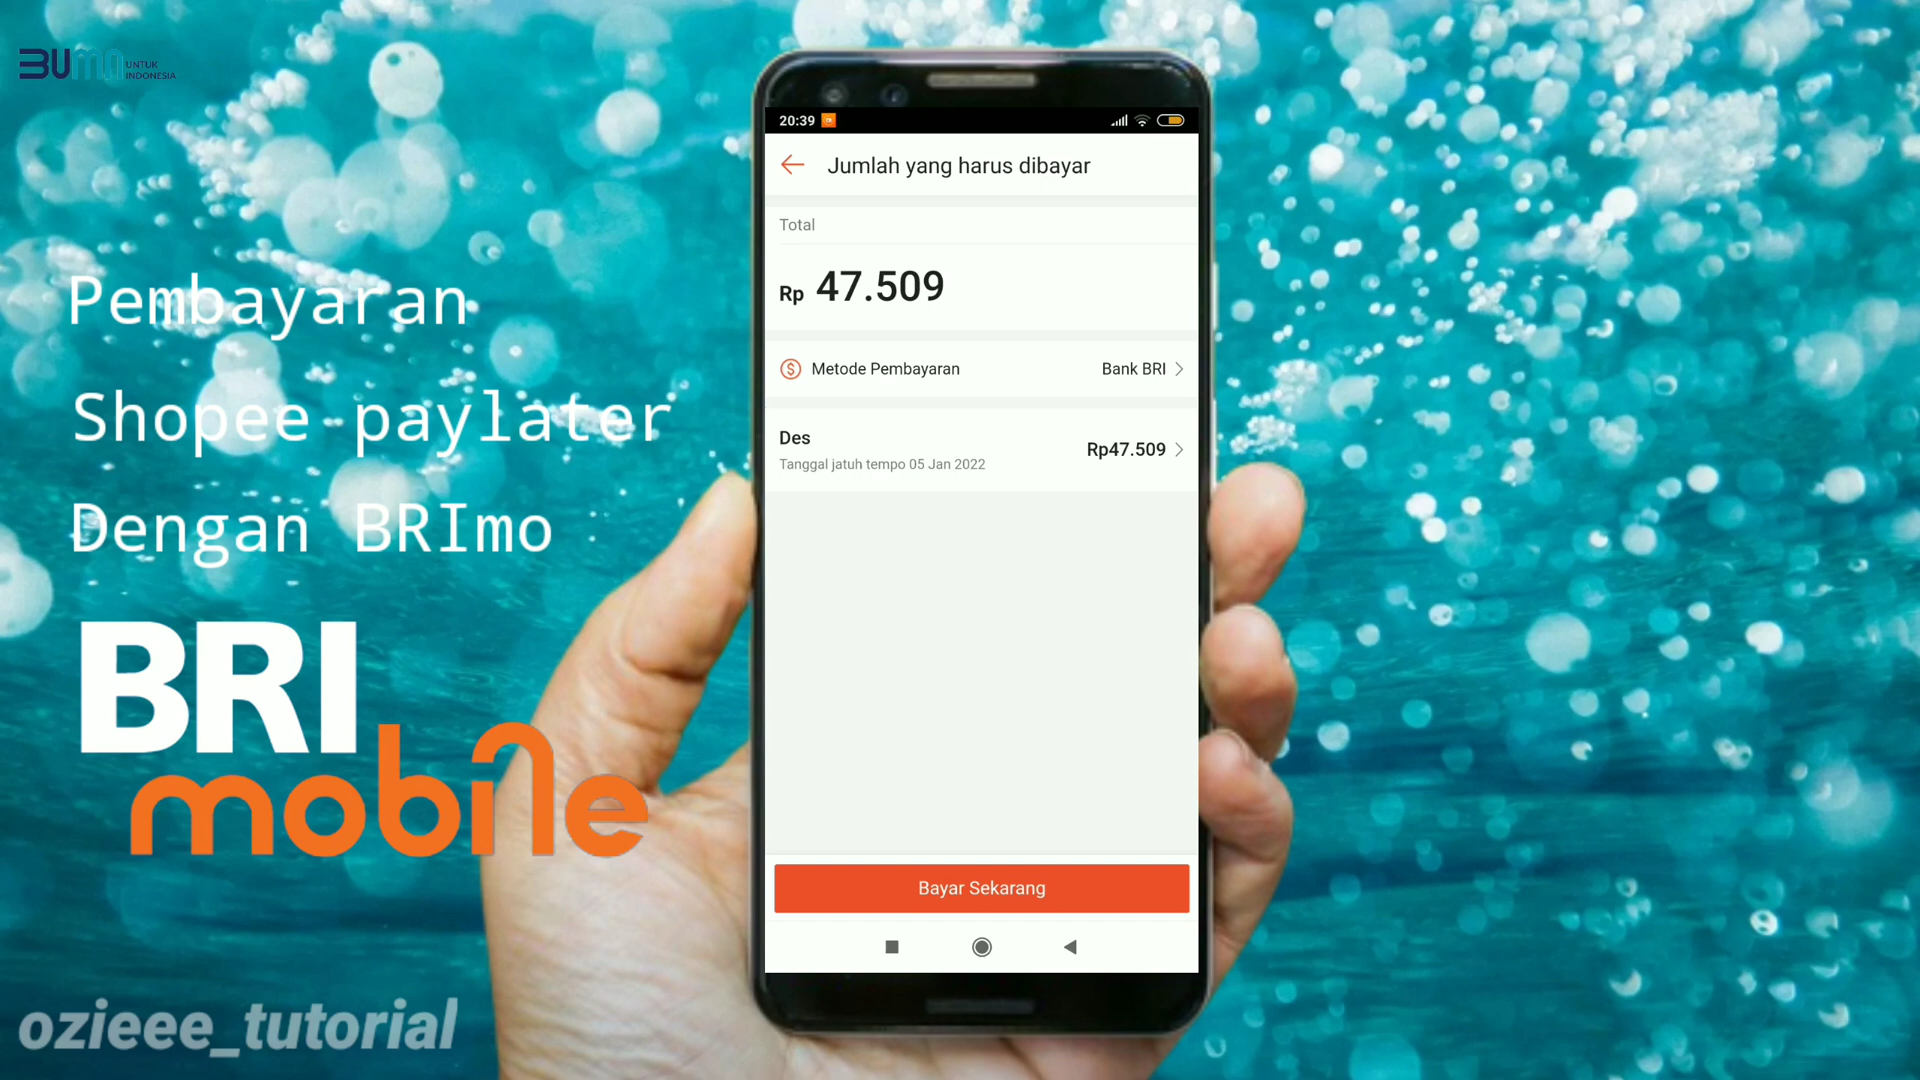 BUMN UNTUK
INDONESIA
Pembayaran
Shopee paylater
Dengan BRImo
BRI
mobile
ozieee_tutorial
20:39
Jumlah yang harus dibayar
Total
Rp 47.509
Metode Pembayaran Bank BRI
Des Rp47.509
Tanggal jatuh tempo 05 Jan 2022
Bayar Sekarang